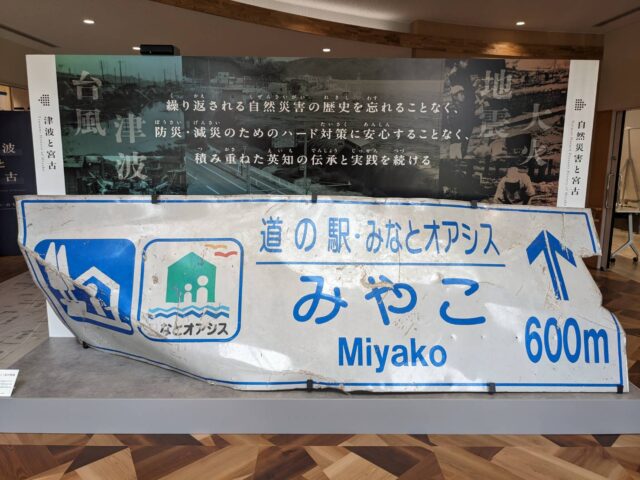 台風
津波
地震
大火
繰り返される自然災害の歴史を忘れることなく、
防災・減災のためのハード対策に安心することなく、
積み重ねた英知の伝承と実践を続ける
津波と宮古
自然災害と宮古
道の駅・みなとオアシス
みやこ
Miyako
600m
なとオアシス